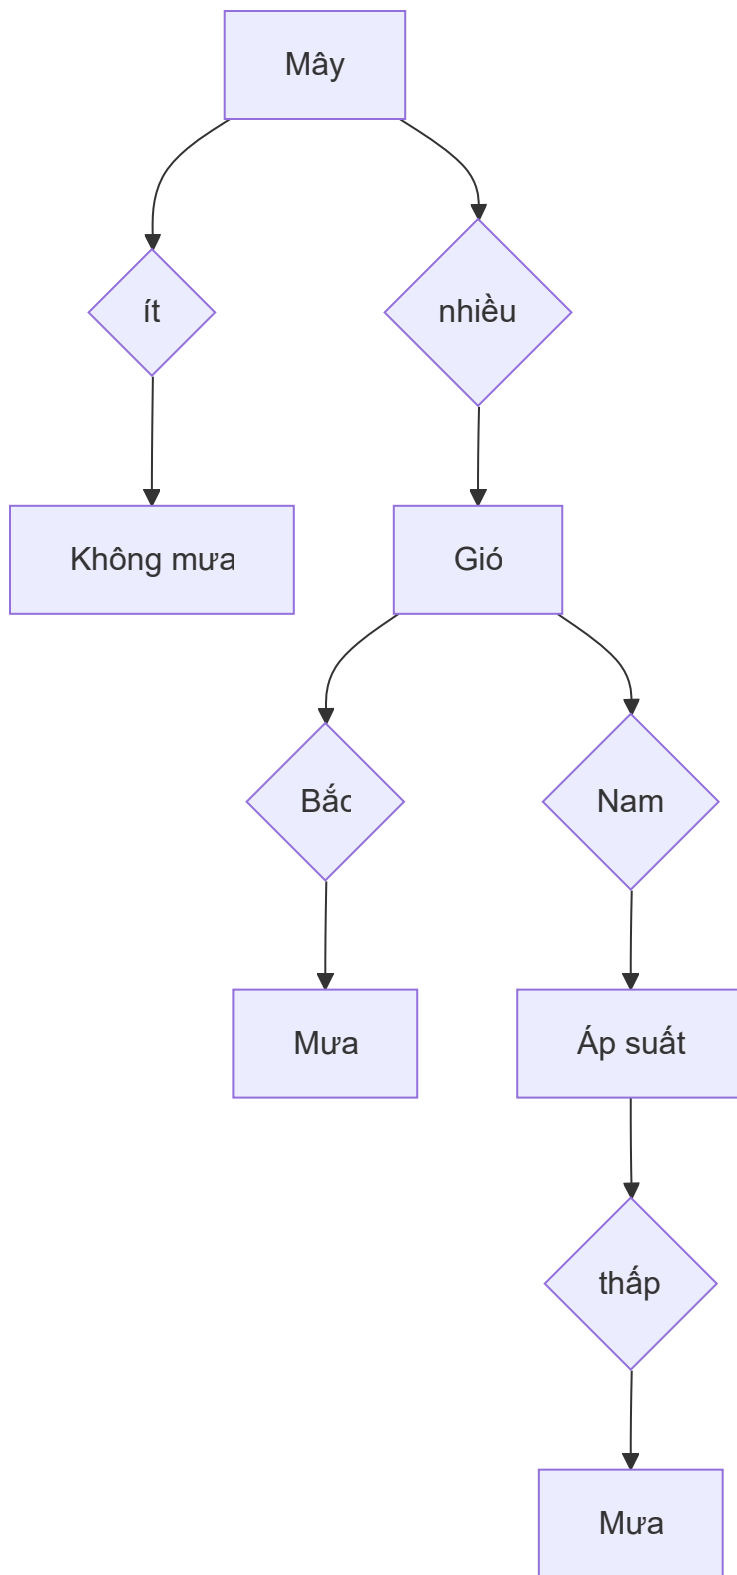 Mây
ít
nhiều
Không mưa
Gió
Bắc
Nam
Mưa
Áp suất
thấp
Mưa